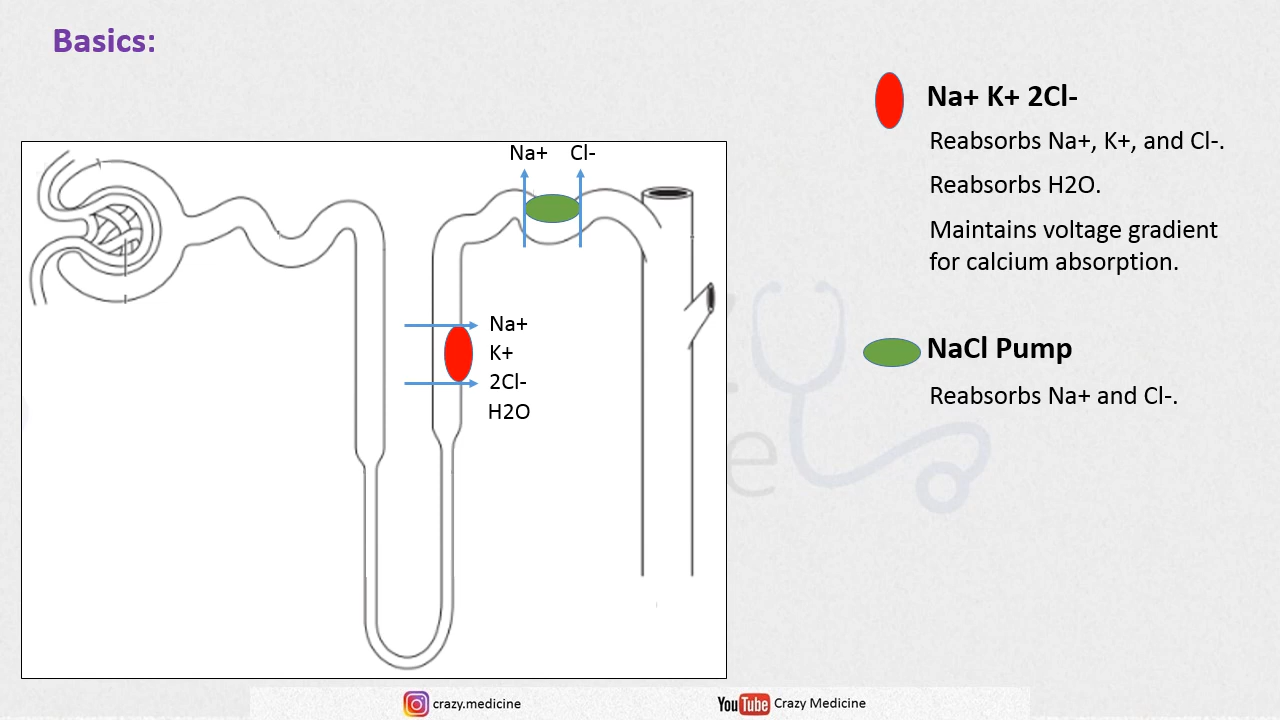 Basics:
Na+ K+ 2Cl-
Reabsorbs Na+, K+, and Cl-.
Reabsorbs H2O.
Maintains voltage gradient
for calcium absorption.
NaCl Pump
Reabsorbs Na+ and Cl-.
Na+ Cl-
Na+
K+
2Cl-
H2O
crazy.medicine
YouTube Crazy Medicine